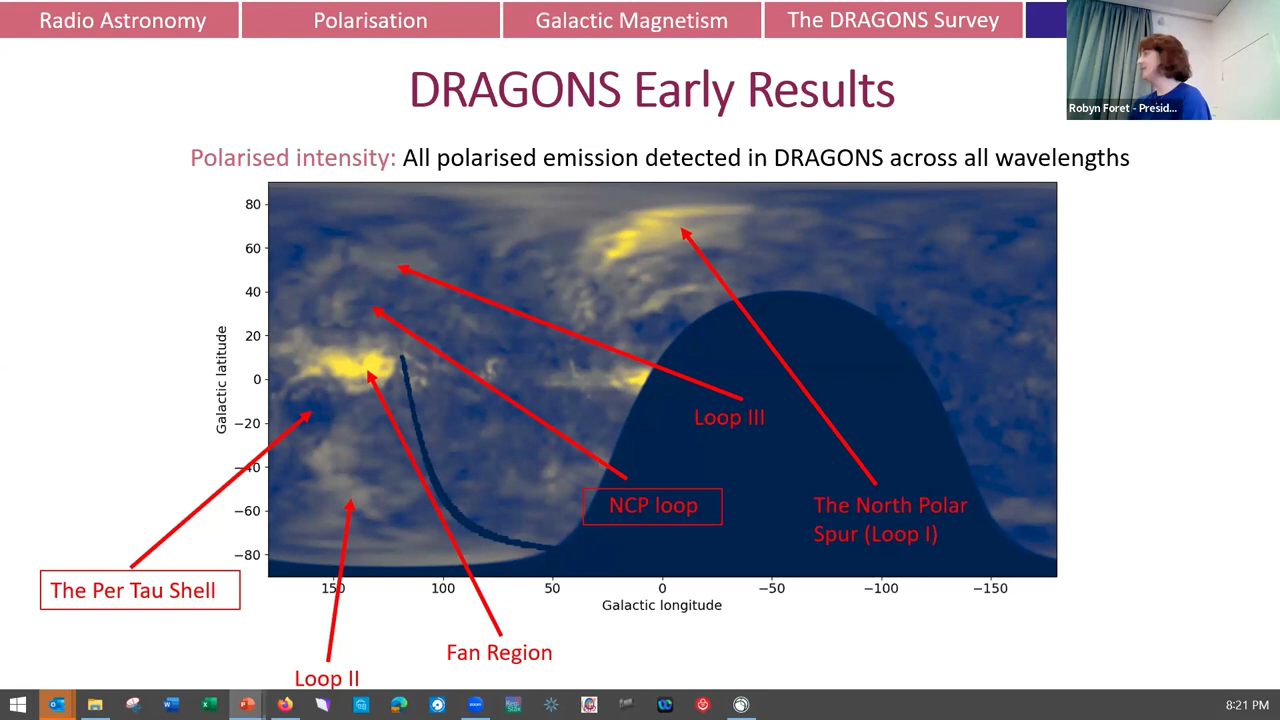 Radio Astronomy
Polarisation
Galactic Magnetism
The DRAGONS Survey
Robyn Foret - Presid...
DRAGONS Early Results
Polarised intensity: All polarised emission detected in DRAGONS across all wavelengths
80
60
40
20
0
−20
−40
−60
−80
Galactic latitude
Loop III
NCP loop
The North Polar
Spur (Loop I)
The Per Tau Shell
150
100
50
0
−50
−100
−150
Galactic longitude
Fan Region
Loop II
8:21 PM